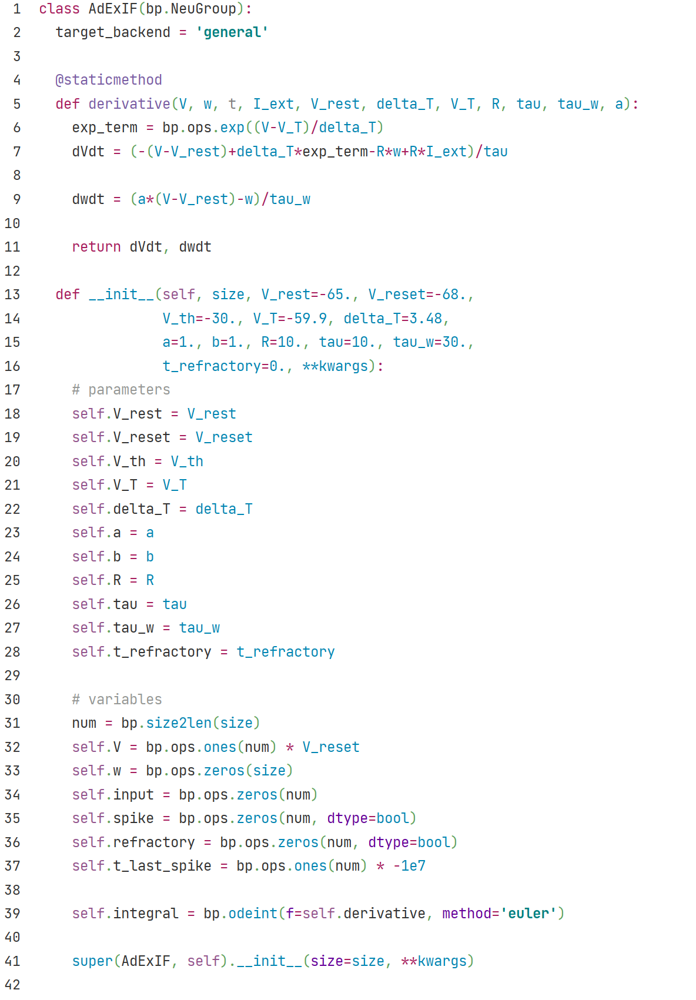 1 class AdExIF(bp.NeuGroup):
2   target_backend = 'general'
3
4   @staticmethod
5   def derivative(V, w, t, I_ext, V_rest, delta_T, V_T, R, tau, tau_w, a):
6     exp_term = bp.ops.exp((V-V_T)/delta_T)
7     dVdt = (-(V-V_rest)+delta_T*exp_term-R*w+R*I_ext)/tau
8
9     dwdt = (a*(V-V_rest)-w)/tau_w
10
11     return dVdt, dwdt
12
13   def __init__(self, size, V_rest=-65., V_reset=-68.,
14                V_th=-30., V_T=-59.9, delta_T=3.48,
15                a=1., b=1., R=10., tau=10., tau_w=30.,
16                t_refractory=0., **kwargs):
17     # parameters
18     self.V_rest = V_rest
19     self.V_reset = V_reset
20     self.V_th = V_th
21     self.V_T = V_T
22     self.delta_T = delta_T
23     self.a = a
24     self.b = b
25     self.R = R
26     self.tau = tau
27     self.tau_w = tau_w
28     self.t_refractory = t_refractory
29
30     # variables
31     num = bp.size2len(size)
32     self.V = bp.ops.ones(num) * V_reset
33     self.w = bp.ops.zeros(size)
34     self.input = bp.ops.zeros(num)
35     self.spike = bp.ops.zeros(num, dtype=bool)
36     self.refractory = bp.ops.zeros(num, dtype=bool)
37     self.t_last_spike = bp.ops.ones(num) * -1e7
38
39     self.integral = bp.odeint(f=self.derivative, method='euler')
40
41     super(AdExIF, self).__init__(size=size, **kwargs)
42